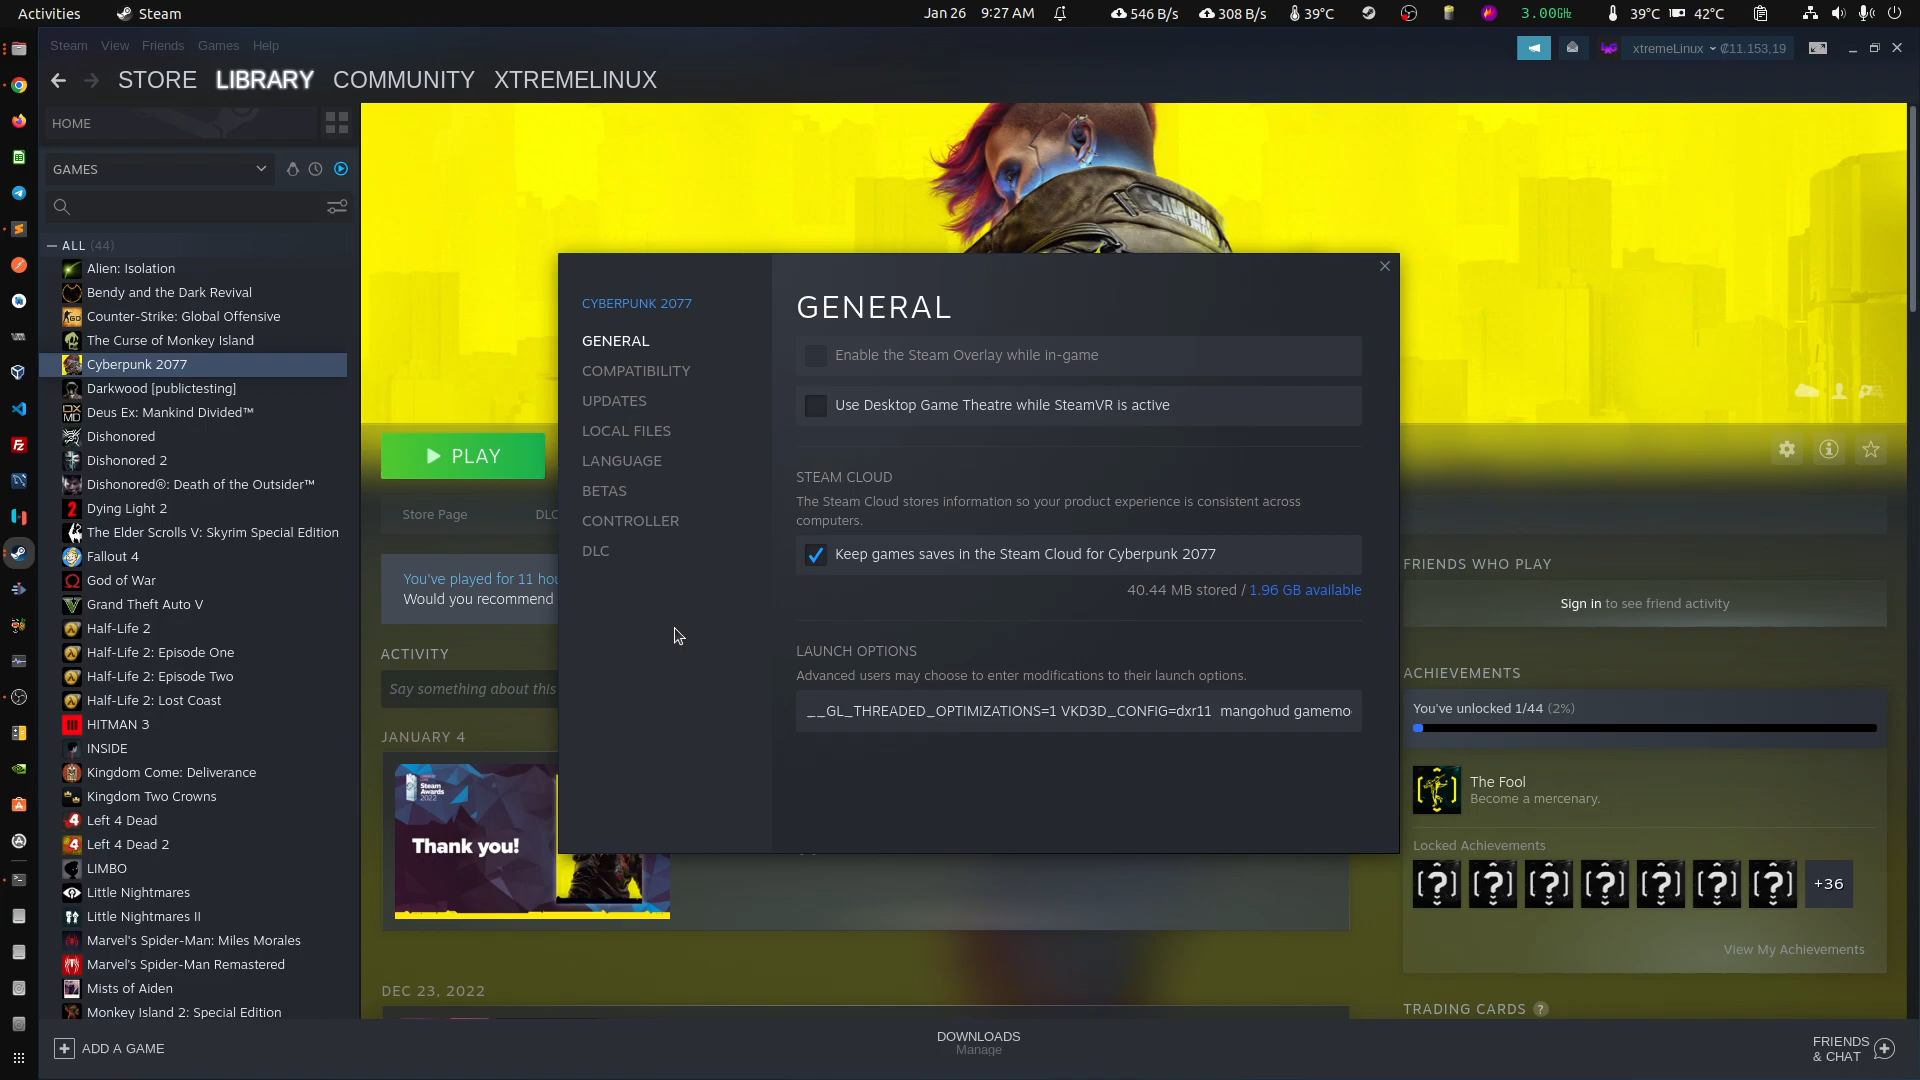 Activities Steam Jan 26 9:27 AM 546 B/s 308 B/s 39°C 3.00GHz 39°C 42°C
Steam View Friends Games Help
xtremeLinux ₡11.153,19
STORE LIBRARY COMMUNITY XTREMELINUX
HOME
GAMES
ALL (44)
Alien: Isolation
Bendy and the Dark Revival
Counter-Strike: Global Offensive
The Curse of Monkey Island
Cyberpunk 2077
Darkwood [publictesting]
Deus Ex: Mankind Divided™
Dishonored
Dishonored 2
Dishonored®: Death of the Outsider™
Dying Light 2
The Elder Scrolls V: Skyrim Special Edition
Fallout 4
God of War
Grand Theft Auto V
Half-Life 2
Half-Life 2: Episode One
Half-Life 2: Episode Two
Half-Life 2: Lost Coast
HITMAN 3
INSIDE
Kingdom Come: Deliverance
Kingdom Two Crowns
Left 4 Dead
Left 4 Dead 2
LIMBO
Little Nightmares
Little Nightmares II
Marvel's Spider-Man: Miles Morales
Marvel's Spider-Man Remastered
Mists of Aiden
Monkey Island 2: Special Edition
ADD A GAME
SAMURAI
PLAY
Store Page DLC
You've played for 11 hou
Would you recommend
ACTIVITY
Say something about this
JANUARY 4
Steam
Awards
2022
Thank you!
DEC 23, 2022
CYBERPUNK 2077
GENERAL
COMPATIBILITY
UPDATES
LOCAL FILES
LANGUAGE
BETAS
CONTROLLER
DLC
GENERAL
Enable the Steam Overlay while in-game
Use Desktop Game Theatre while SteamVR is active
STEAM CLOUD
The Steam Cloud stores information so your product experience is consistent across
computers.
Keep games saves in the Steam Cloud for Cyberpunk 2077
40.44 MB stored / 1.96 GB available
LAUNCH OPTIONS
Advanced users may choose to enter modifications to their launch options.
__GL_THREADED_OPTIMIZATIONS=1 VKD3D_CONFIG=dxr11 mangohud gamemo
FRIENDS WHO PLAY
Sign in to see friend activity
ACHIEVEMENTS
You've unlocked 1/44 (2%)
The Fool
Become a mercenary.
Locked Achievements
+36
View My Achievements
TRADING CARDS ?
DOWNLOADS
Manage
FRIENDS
& CHAT